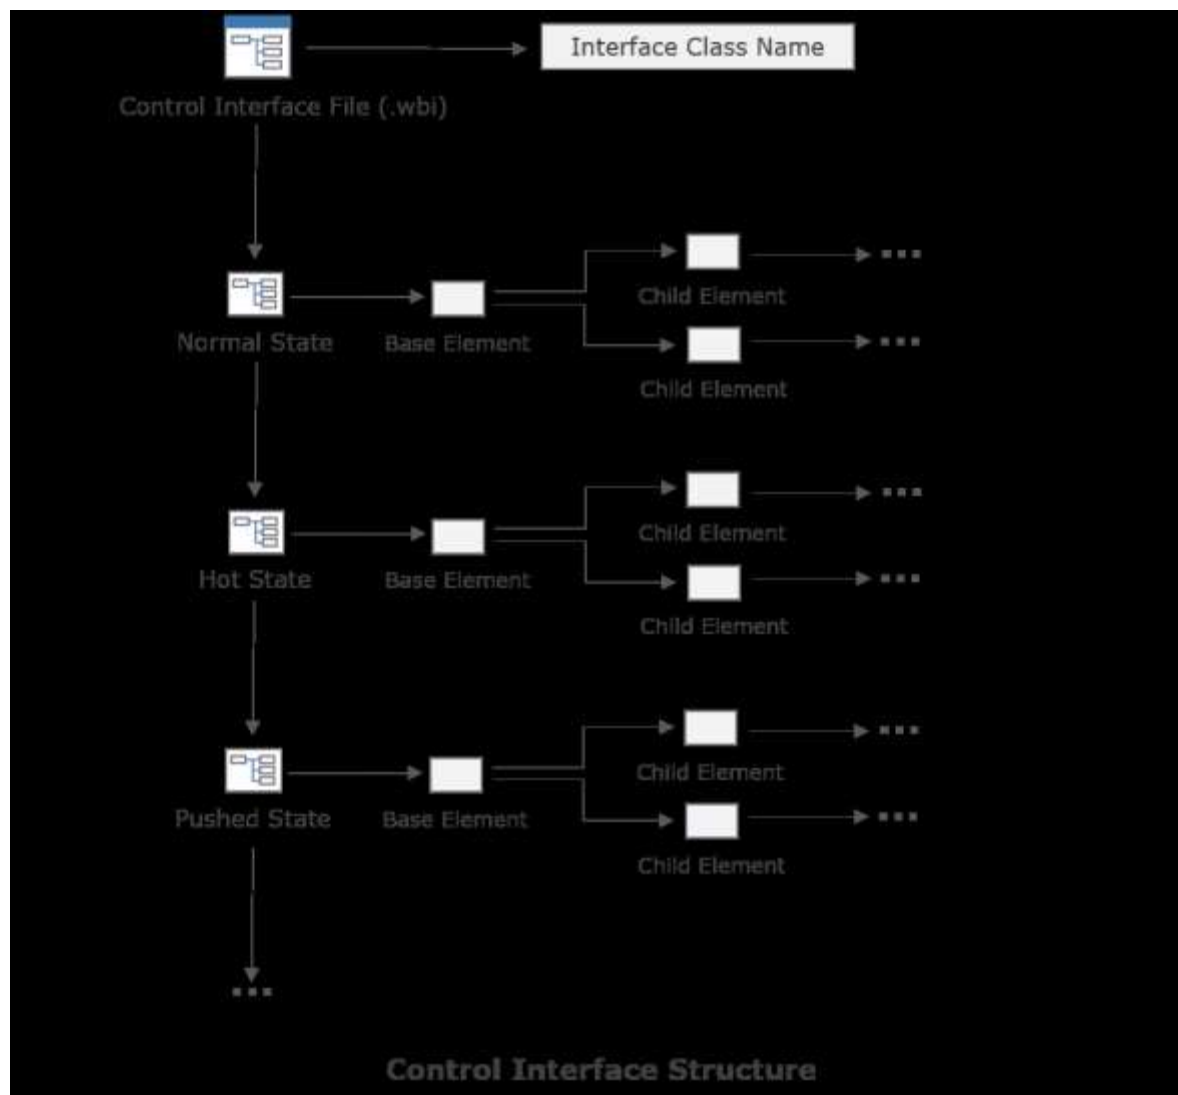 Interface Class Name
Control Interface File (.wbi)
Child Element
Normal State
Base Element
Child Element
Child Element
Hot State
Base Element
Child Element
Child Element
Pushed State
Base Element
Child Element
Control Interface Structure